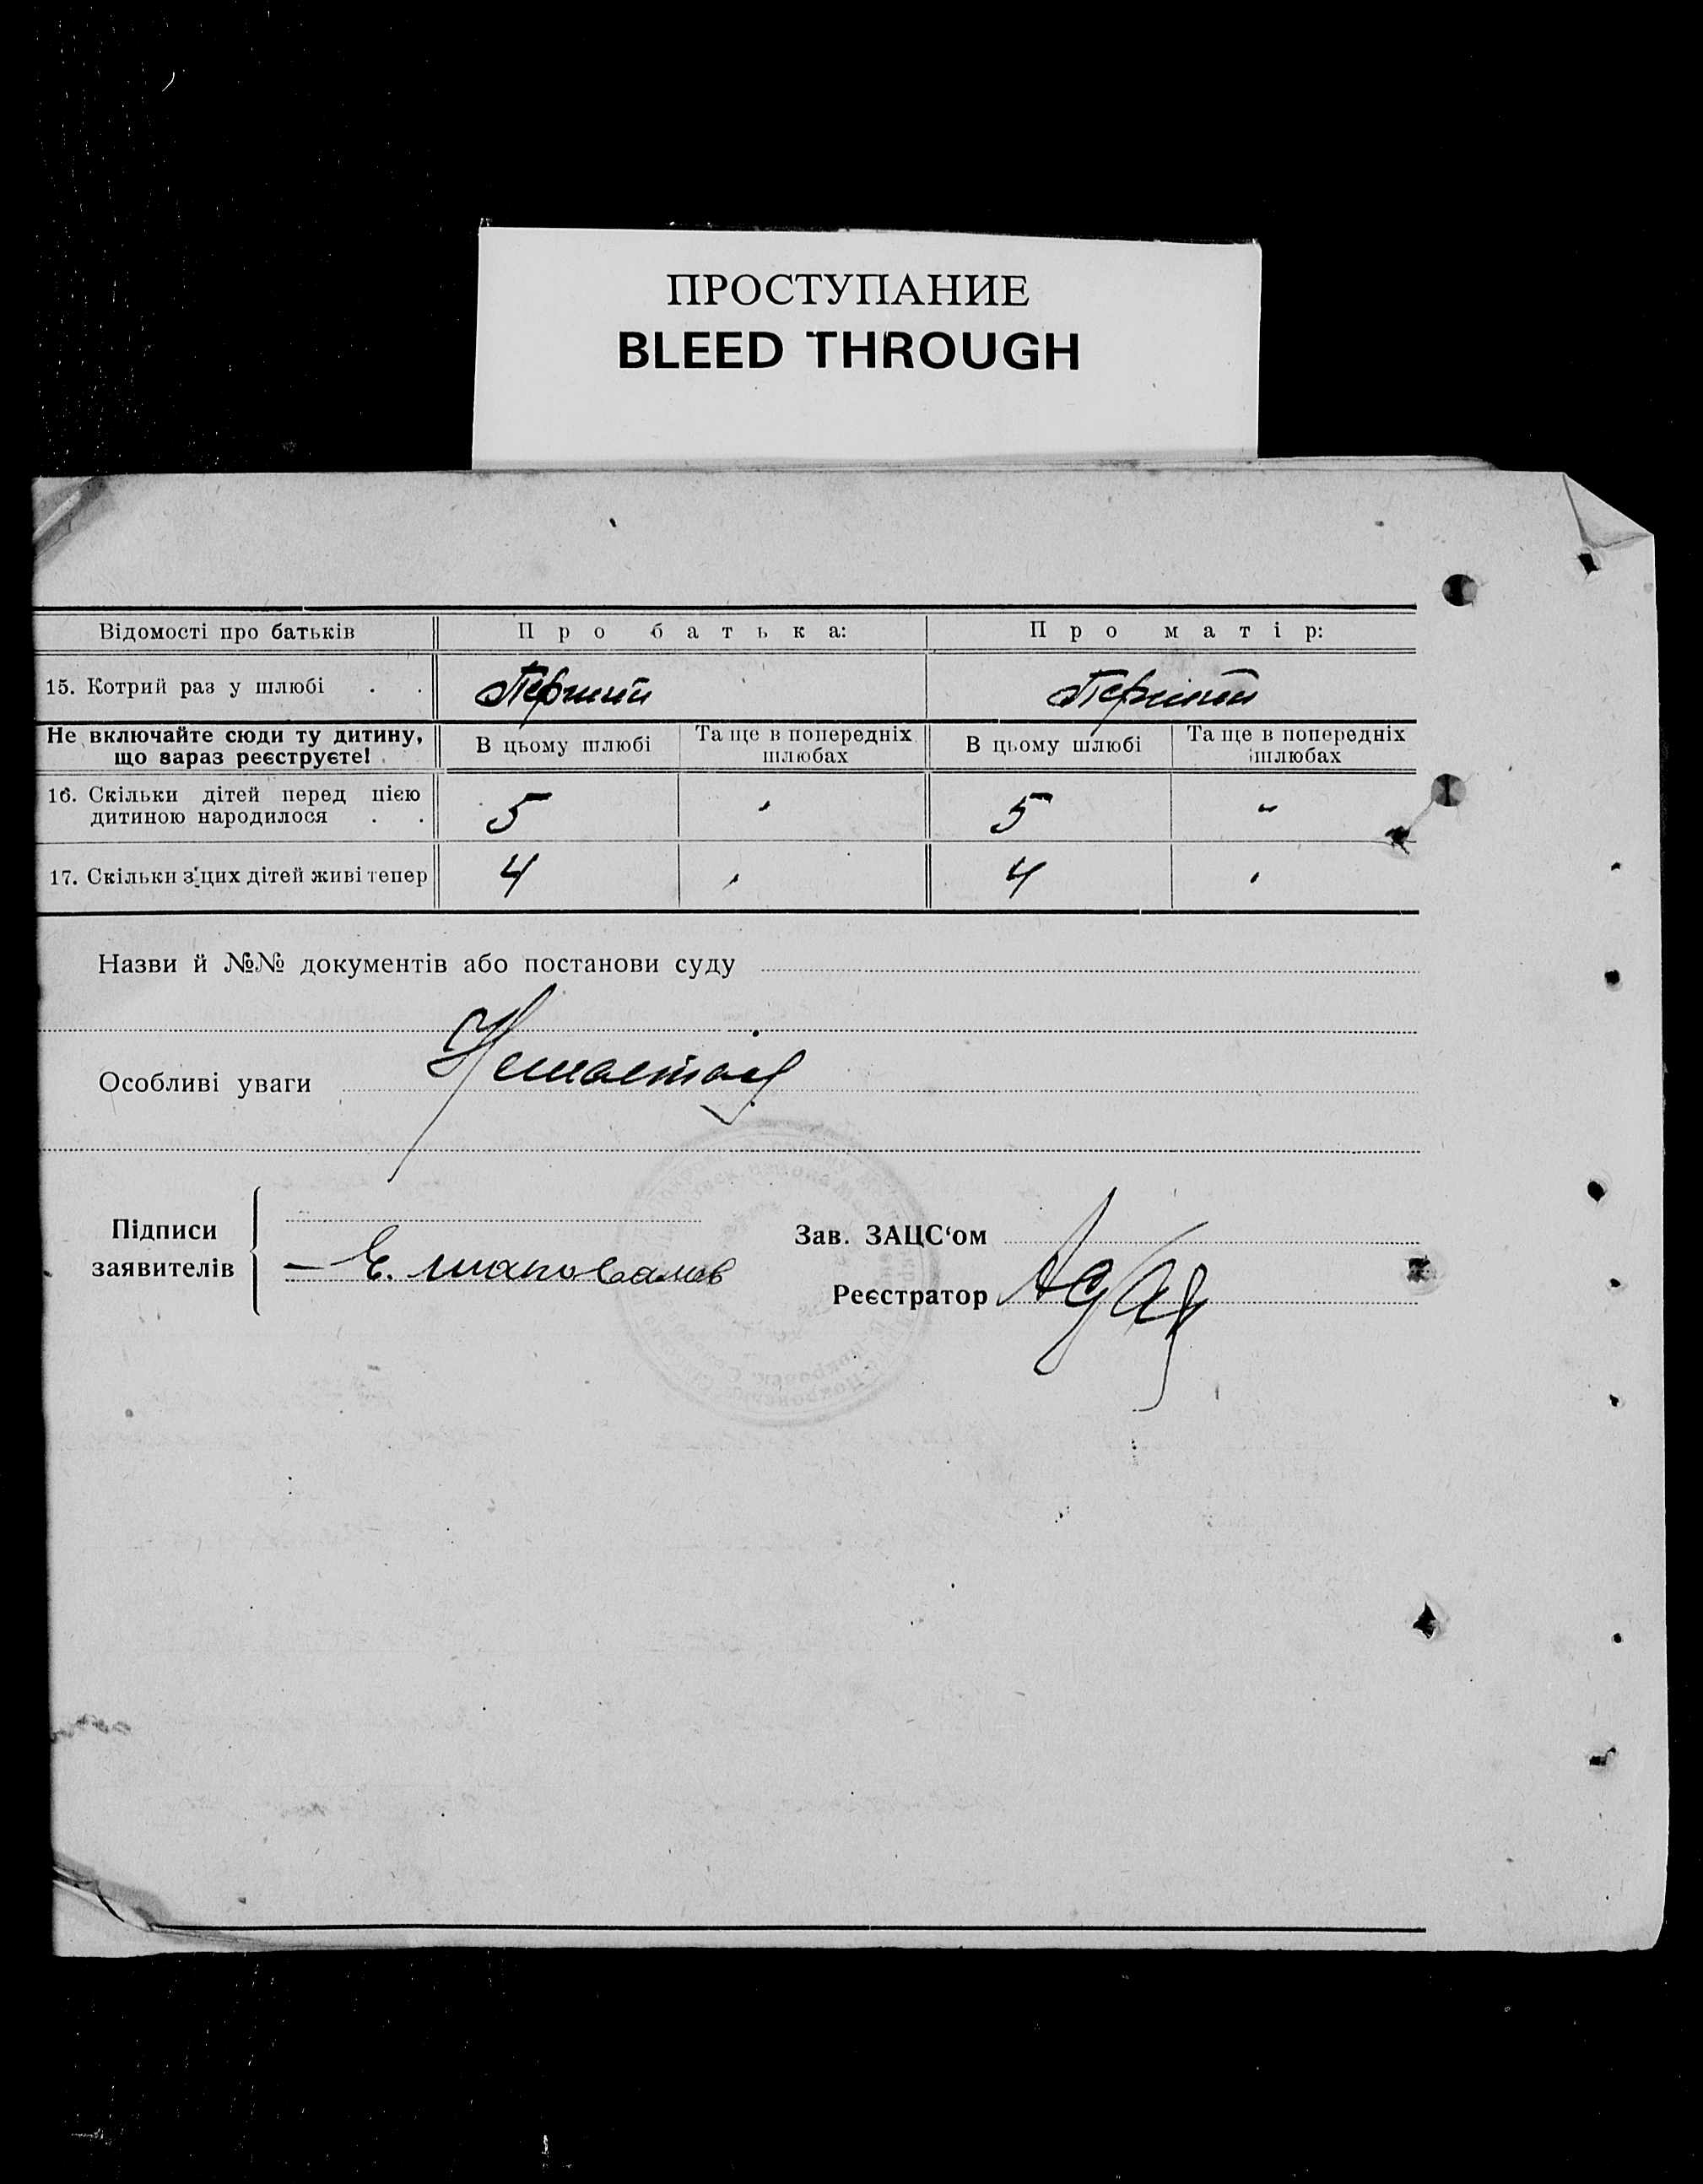 ПРОСТУПАНИЕ
BLEED THROUGH
Відомості про батьків Про батька: Про матір:
15. Котрий раз у шлюбі . . Перший Перший
Не включайте сюди ту дитину, що зараз реєструєте! В цьому шлюбі Та ще в попередніх шлюбах В цьому шлюбі Та ще в попередніх шлюбах
16. Скільки дітей перед цією дитиною народилося . . 5 " 5 "
17. Скільки з цих дітей живі тепер 4 " 4 "
Назви й №№ документів або постанови суду
Особливі уваги
Підписи заявителів
Е. шаповалов
Зав. ЗАЦС'ом
Реєстратор